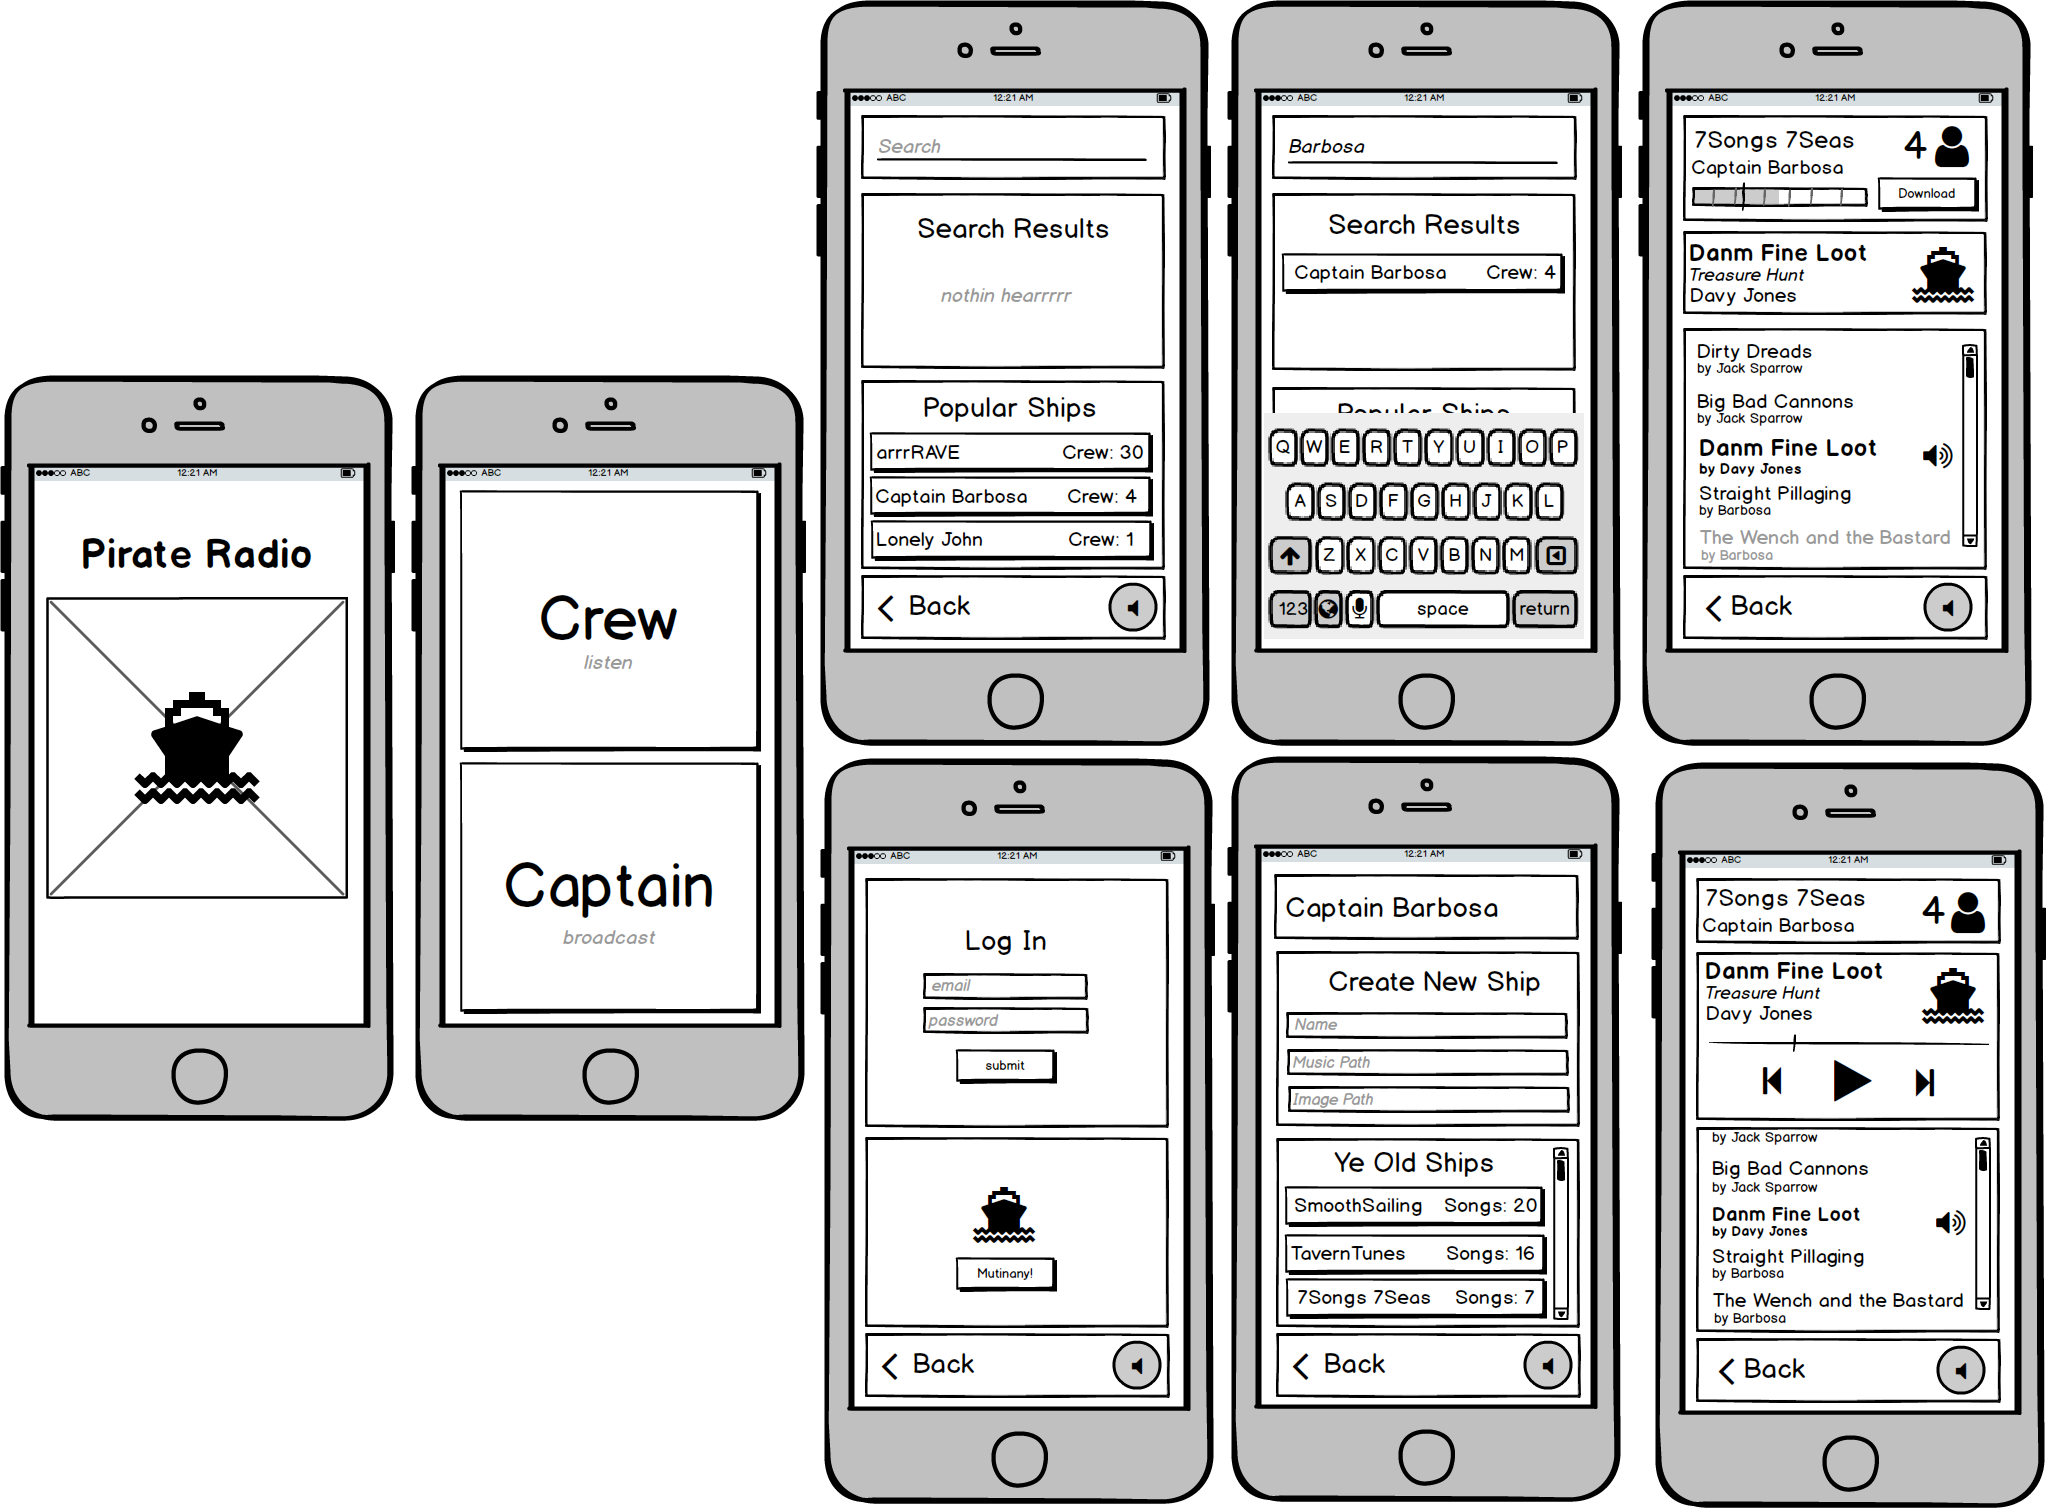 ABC 12:21 AM
Pirate Radio
ABC 12:21 AM
Crew
listen
Captain
broadcast
ABC 12:21 AM
Search
Search Results
nothin hearrrrr
Popular Ships
arrrRAVE Crew: 30
Captain Barbosa Crew: 4
Lonely John Crew: 1
Back
ABC 12:21 AM
Barbosa
Search Results
Captain Barbosa Crew: 4
Popular Ships
Q W E R T Y U I O P
A S D F G H J K L
Z X C V B N M
123 space return
ABC 12:21 AM
7Songs 7Seas 4
Captain Barbosa
Download
Danm Fine Loot
Treasure Hunt
Davy Jones
Dirty Dreads
by Jack Sparrow
Big Bad Cannons
by Jack Sparrow
Danm Fine Loot
by Davy Jones
Straight Pillaging
by Barbosa
The Wench and the Bastard
by Barbosa
Back
ABC 12:21 AM
Log In
email
password
submit
Mutinany!
Back
ABC 12:21 AM
Captain Barbosa
Create New Ship
Name
Music Path
Image Path
Ye Old Ships
SmoothSailing Songs: 20
TavernTunes Songs: 16
7Songs 7Seas Songs: 7
Back
ABC 12:21 AM
7Songs 7Seas 4
Captain Barbosa
Danm Fine Loot
Treasure Hunt
Davy Jones
by Jack Sparrow
Big Bad Cannons
by Jack Sparrow
Danm Fine Loot
by Davy Jones
Straight Pillaging
by Barbosa
The Wench and the Bastard
by Barbosa
Back